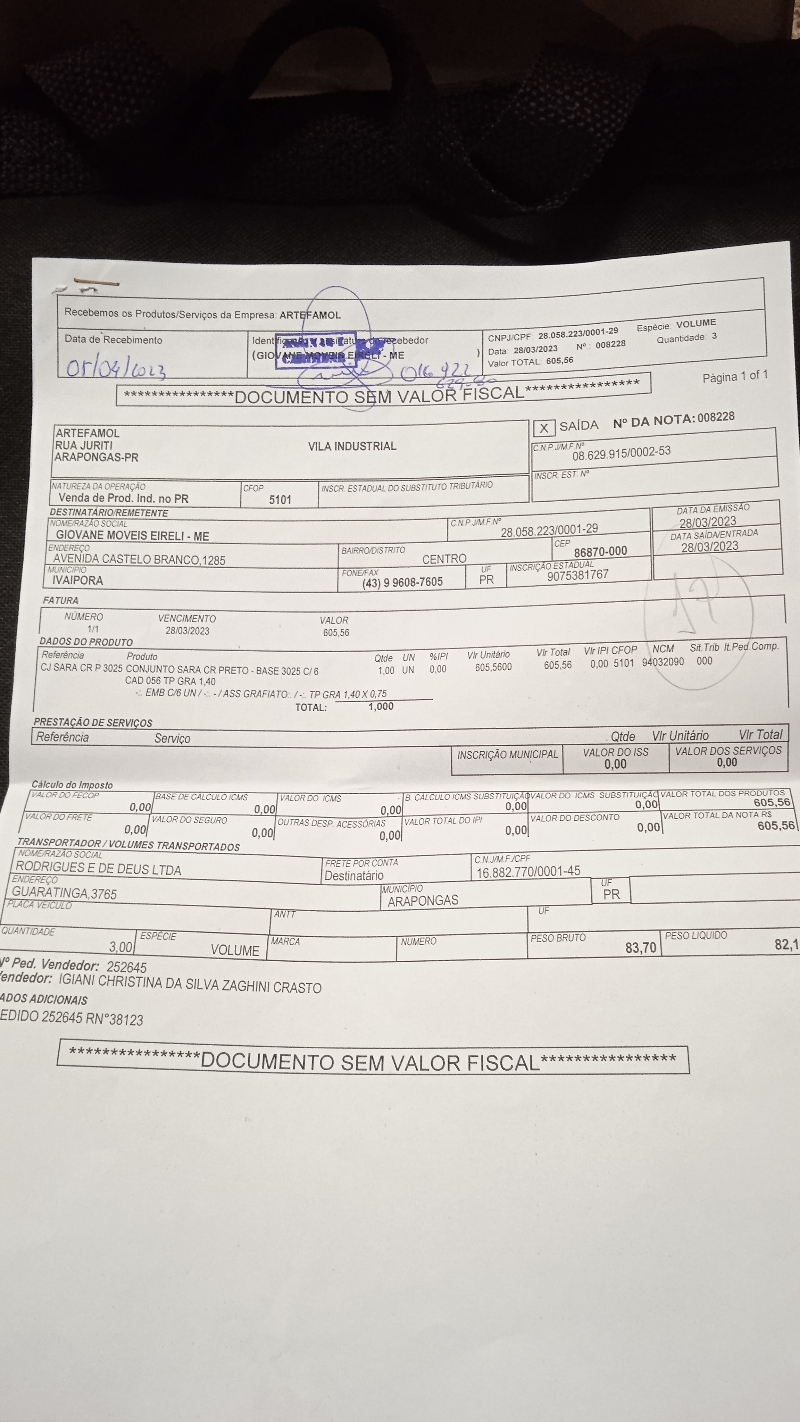 Recebemos os Produtos/Serviços da Empresa: ARTEFAMOL
Data de Recebimento
Identificação e assinatura do recebedor
(GIOVANE MOVEIS EIRELI - ME )
CNPJ/CPF: 28.058.223/0001-29 Espécie: VOLUME
Data: 28/03/2023 Nº: 008228 Quantidade: 3
Valor TOTAL: 605,56
016.922
****************DOCUMENTO SEM VALOR FISCAL****************
Página 1 of 1
ARTEFAMOL
RUA JURITI VILA INDUSTRIAL
ARAPONGAS-PR
X SAÍDA Nº DA NOTA: 008228
C.N.P.J/M.F.Nº
08.629.915/0002-53
INSCR. EST. Nº
NATUREZA DA OPERAÇÃO CFOP INSCR. ESTADUAL DO SUBSTITUTO TRIBUTÁRIO
Venda de Prod. Ind. no PR 5101
DESTINATÁRIO/REMETENTE
NOME/RAZÃO SOCIAL C.N.P.J/M.F.Nº DATA DA EMISSÃO
GIOVANE MOVEIS EIRELI - ME 28.058.223/0001-29 28/03/2023
ENDEREÇO BAIRRO/DISTRITO CEP DATA SAÍDA/ENTRADA
AVENIDA CASTELO BRANCO,1285 CENTRO 86870-000 28/03/2023
MUNICÍPIO FONE/FAX UF INSCRIÇÃO ESTADUAL
IVAIPORA (43) 9 9608-7605 PR 9075381767
FATURA
NÚMERO VENCIMENTO VALOR
1/1 28/03/2023 605,56
DADOS DO PRODUTO
Referência Produto Qtde UN %IPI Vlr Unitário Vlr Total Vlr IPI CFOP NCM Sit.Trib It.Ped.Comp.
CJ SARA CR P 3025 CONJUNTO SARA CR PRETO - BASE 3025 C/ 6 1,00 UN 0,00 605,5600 605,56 0,00 5101 94032090 000
CAD 056 TP GRA 1,40
-. EMB C/6 UN / -. - / ASS GRAFIATO: / -. TP GRA 1,40 X 0,75
TOTAL: 1,000
PRESTAÇÃO DE SERVIÇOS
Referência Serviço Qtde Vlr Unitário Vlr Total
INSCRIÇÃO MUNICIPAL VALOR DO ISS VALOR DOS SERVIÇOS
0,00 0,00
Cálculo do Imposto
VALOR DO FECOP BASE DE CALCULO ICMS VALOR DO ICMS B. CÁLCULO ICMS SUBSTITUIÇÃO VALOR DO ICMS SUBSTITUIÇÃO VALOR TOTAL DOS PRODUTOS
0,00 0,00 0,00 0,00 0,00 605,56
VALOR DO FRETE VALOR DO SEGURO OUTRAS DESP. ACESSÓRIAS VALOR TOTAL DO IPI VALOR DO DESCONTO VALOR TOTAL DA NOTA R$
0,00 0,00 0,00 0,00 0,00 605,56
TRANSPORTADOR / VOLUMES TRANSPORTADOS
NOME/RAZÃO SOCIAL FRETE POR CONTA C.N.J/M.F./CPF
RODRIGUES E DE DEUS LTDA Destinatário 16.882.770/0001-45
ENDEREÇO MUNICÍPIO UF
GUARATINGA,3765 ARAPONGAS PR
PLACA VEÍCULO ANTT UF
QUANTIDADE ESPÉCIE MARCA NÚMERO PESO BRUTO PESO LÍQUIDO
3,00 VOLUME 83,70 82,1
Nº Ped. Vendedor: 252645
Vendedor: IGIANI CHRISTINA DA SILVA ZAGHINI CRASTO
ADOS ADICIONAIS
EDIDO 252645 RN°38123
****************DOCUMENTO SEM VALOR FISCAL****************